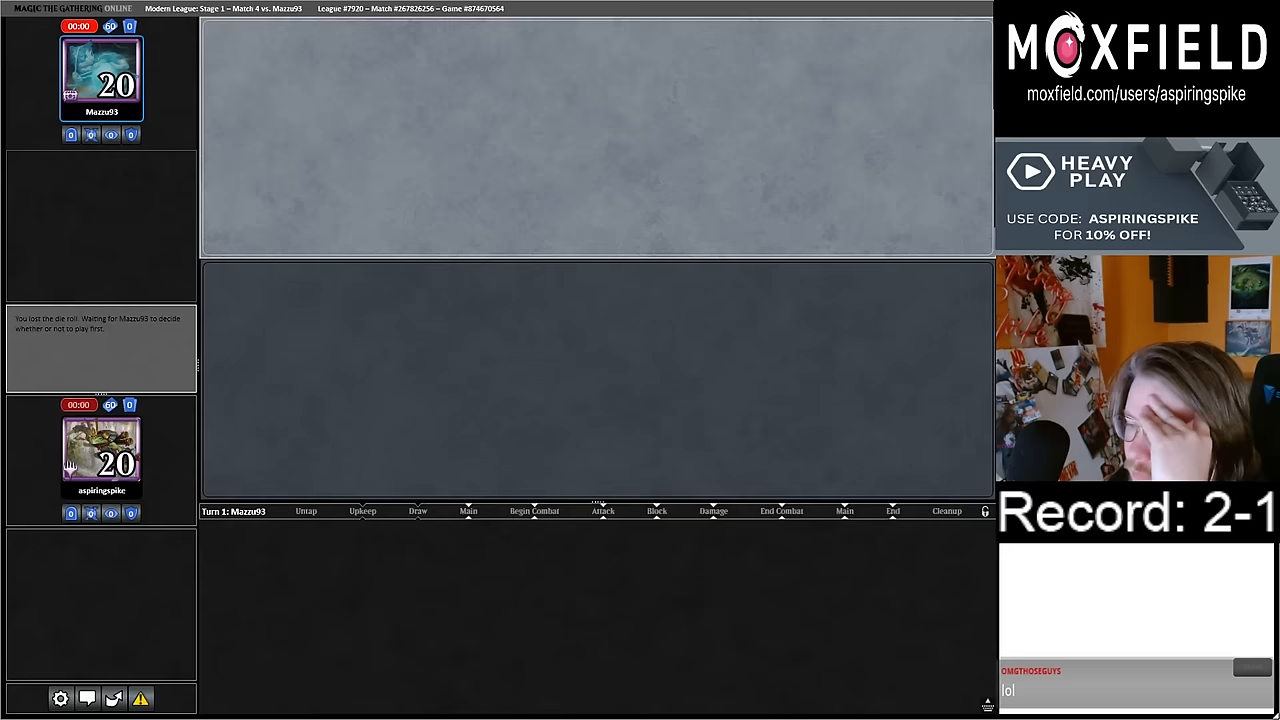 MAGIC THE GATHERING ONLINE
Modern League: Stage 1 – Match 4 vs. Mazzu93
League #7920 – Match #267826256 – Game #874670564
00:00 60 0
20
Mazzu93
0 0 0 0
You lost the die roll. Waiting for Mazzu93 to decide
whether or not to play first.
00:00 60 0
20
aspiringspike
0 0 0 0
Turn 1: Mazzu93 Untap Upkeep Draw Main Begin Combat Attack Block Damage End Combat Main End Cleanup
MOXFIELD
moxfield.com/users/aspiringspike
HEAVY
PLAY
USE CODE: ASPIRINGSPIKE
FOR 10% OFF!
Record: 2-1
OMGTHOSEGUYS
lol